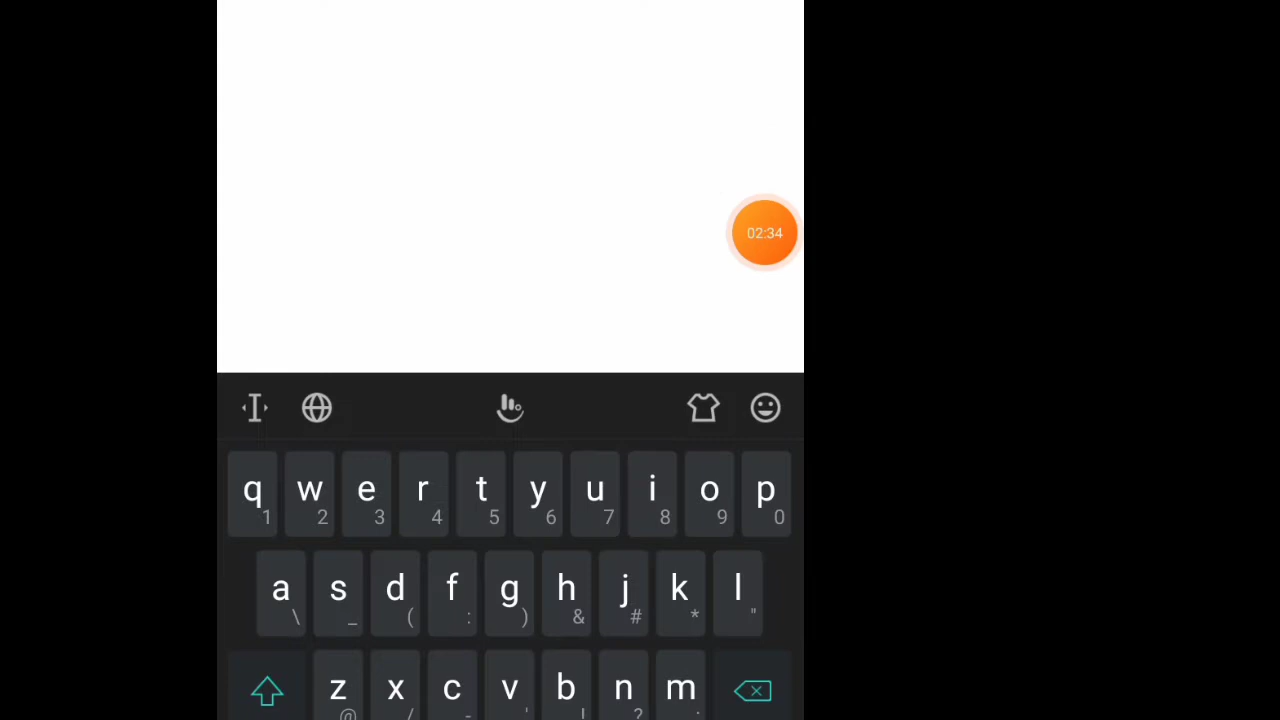 02:34
q w e r t y u i o p
1 2 3 4 5 6 7 8 9 0
a s d f g h j k l
\ _ ( : ) & # * "
z x c v b n m
@ / - ' ! ?